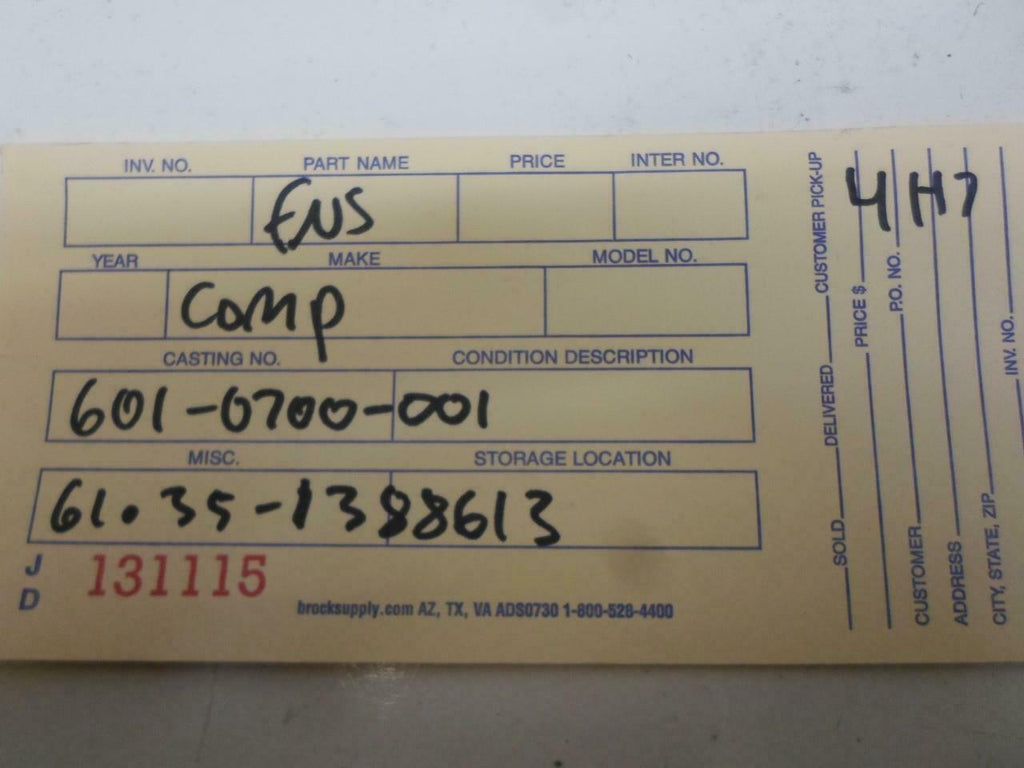 INV. NO. PART NAME PRICE INTER NO.
ENS
YEAR MAKE MODEL NO.
Comp
CASTING NO. CONDITION DESCRIPTION
601-0700-001
MISC. STORAGE LOCATION
61.35-1388613
J
D
131115
brocksupply.com AZ, TX, VA ADS0730 1-800-528-4400
SOLD DELIVERED CUSTOMER PICK-UP
PRICE $
P.O. NO.
CUSTOMER
ADDRESS
CITY, STATE, ZIP
INV. NO.
4H7